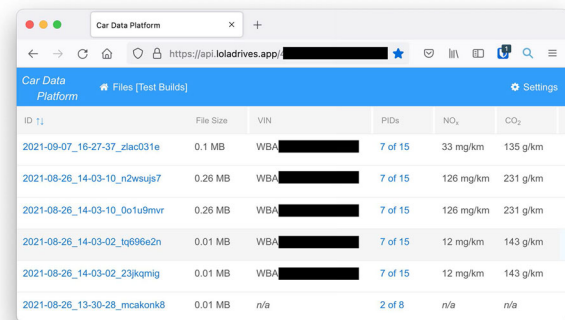 Car Data Platform × +
https://api.loladrives.app/
1
Car Data
Platform
Files [Test Builds]
Settings
ID ↑↓ File Size VIN PIDs NOx CO2
2021-09-07_16-27-37_zlac031e 0.1 MB WBA 7 of 15 33 mg/km 135 g/km
2021-08-26_14-03-10_n2wsujs7 0.26 MB WBA 7 of 15 126 mg/km 231 g/km
2021-08-26_14-03-10_0o1u9mvr 0.26 MB WBA 7 of 15 126 mg/km 231 g/km
2021-08-26_14-03-02_tq696e2n 0.01 MB WBA 7 of 15 12 mg/km 143 g/km
2021-08-26_14-03-02_23jkqmig 0.01 MB WBA 7 of 15 12 mg/km 143 g/km
2021-08-26_13-30-28_mcakonk8 0.01 MB n/a 2 of 8 n/a n/a